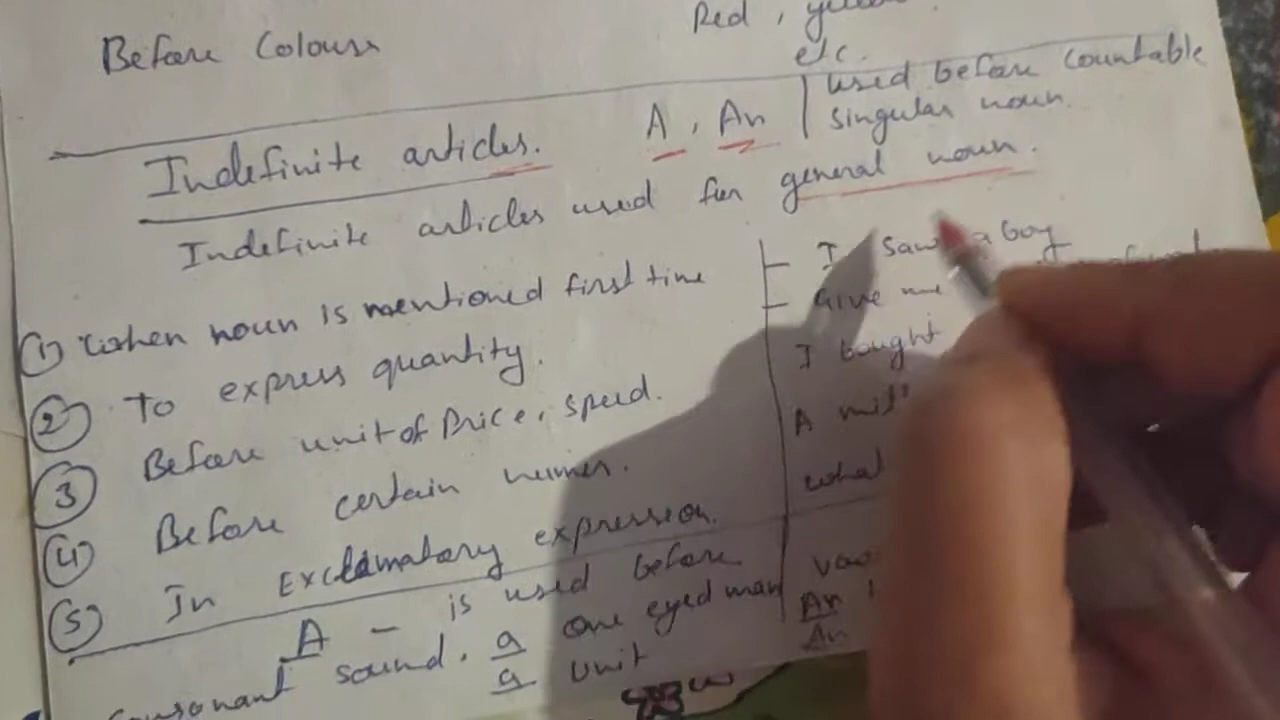 Before Colours
Red, yellow
etc.
Indefinite articles. A, An used before countable
singular noun.
Indefinite articles used for general noun.
① When noun is mentioned first time
② To express quantity.
③ Before unit of Price, speed.
④ Before certain
⑤ In Exclamatory expression.
I saw a boy
Give me
I bought
A
what
A - is used before
consonant sound. a one eyed man
a unit
An
An